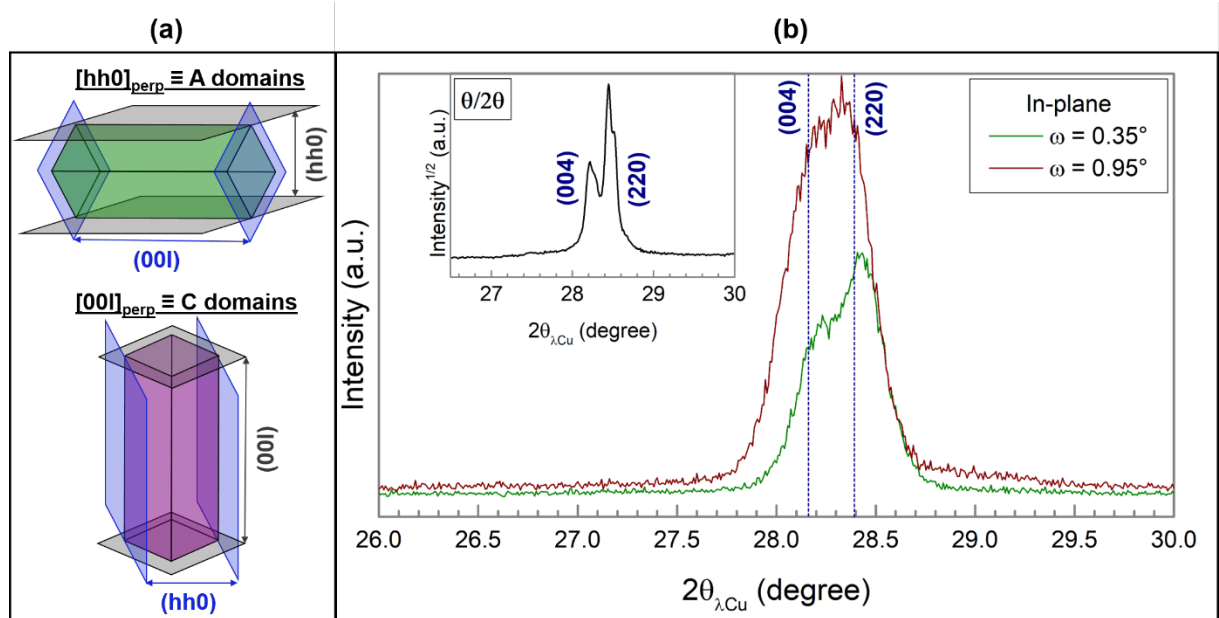 (a)
[hh0]perp ≡ A domains
(hh0)
(00l)
[00l]perp ≡ C domains
(00l)
(hh0)
(b)
Intensity (a.u.)
(004)
(220)
In-plane
ω = 0.35°
ω = 0.95°
θ/2θ
Intensity1/2 (a.u.)
(004)
(220)
27 28 29 30
2θλCu (degree)
26.0 26.5 27.0 27.5 28.0 28.5 29.0 29.5 30.0
2θλCu (degree)